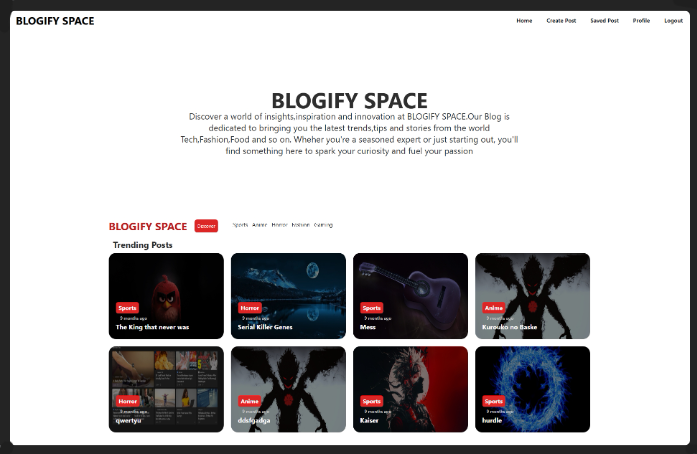 BLOGIFY SPACE
Home Create Post Saved Post Profile Logout
BLOGIFY SPACE
Discover a world of insights,inspiration and innovation at BLOGIFY SPACE.Our Blog is
dedicated to bringing you the latest trends,tips and stories from the world
Tech,Fashion,Food and so on. Wheher you're a seasoned expert or just starting out, you'll
find something here to spark your curiosity and fuel your passion
BLOGIFY SPACE Discover Sports Anime Horror Gaming
Trending Posts
Sports
9 months ago
The King that never was
Horror
9 months ago
Serial Killer Genes
Sports
9 months ago
Mess
Anime
9 months ago
Kurouko no Baske
Horror
9 months ago
qwertyu
Anime
9 months ago
Sports
9 months ago
Kaiser
Sports
9 months ago
hurdle